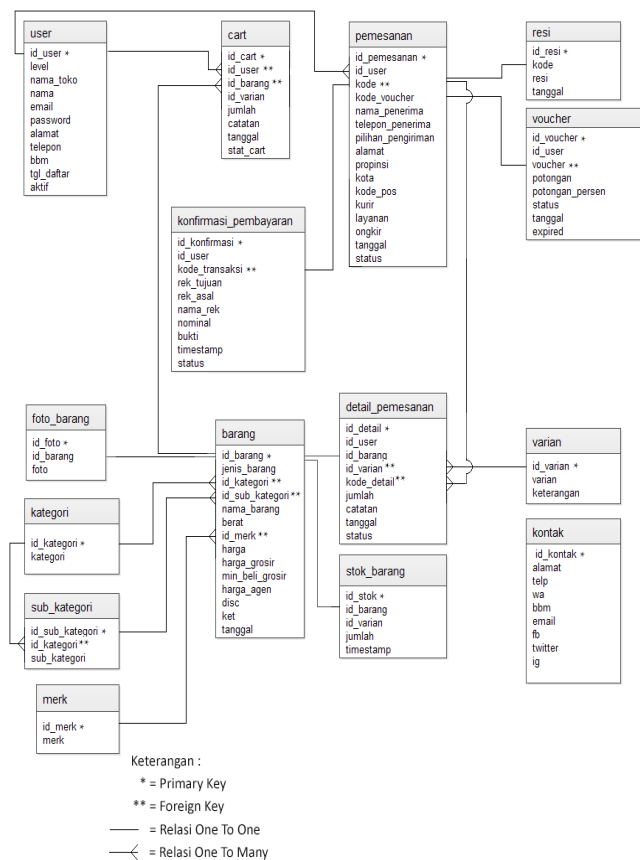 user
id_user *
level
nama_toko
nama
email
password
alamat
telepon
bbm
tgl_daftar
aktif
cart
id_cart *
id_user **
id_barang **
id_varian
jumlah
catatan
tanggal
stat_cart
pemesanan
id_pemesanan *
id_user
kode **
kode_voucher
nama_penerima
telepon_penerima
pilihan_pengiriman
alamat
propinsi
kota
kode_pos
kurir
layanan
ongkir
tanggal
status
resi
id_resi *
kode
resi
tanggal
voucher
id_voucher *
id_user
voucher **
potongan
potongan_persen
status
tanggal
expired
konfirmasi_pembayaran
id_konfirmasi *
id_user
kode_transaksi **
rek_tujuan
rek_asal
nama_rek
nominal
bukti
timestamp
status
foto_barang
id_foto *
id_barang
foto
barang
id_barang *
jenis_barang
id_kategori **
id_sub_kategori **
nama_barang
berat
id_merk **
harga
harga_grosir
min_beli_grosir
harga_agen
disc
ket
tanggal
detail_pemesanan
id_detail *
id_user
id_barang
id_varian **
kode_detail **
jumlah
catatan
tanggal
status
varian
id_varian *
varian
keterangan
kategori
id_kategori *
kategori
kontak
id_kontak *
alamat
telp
wa
bbm
email
fb
twitter
ig
sub_kategori
id_sub_kategori *
id_kategori **
sub_kategori
stok_barang
id_stok *
id_barang
id_varian
jumlah
timestamp
merk
id_merk *
merk
Keterangan :
* = Primary Key
** = Foreign Key
= Relasi One To One
= Relasi One To Many